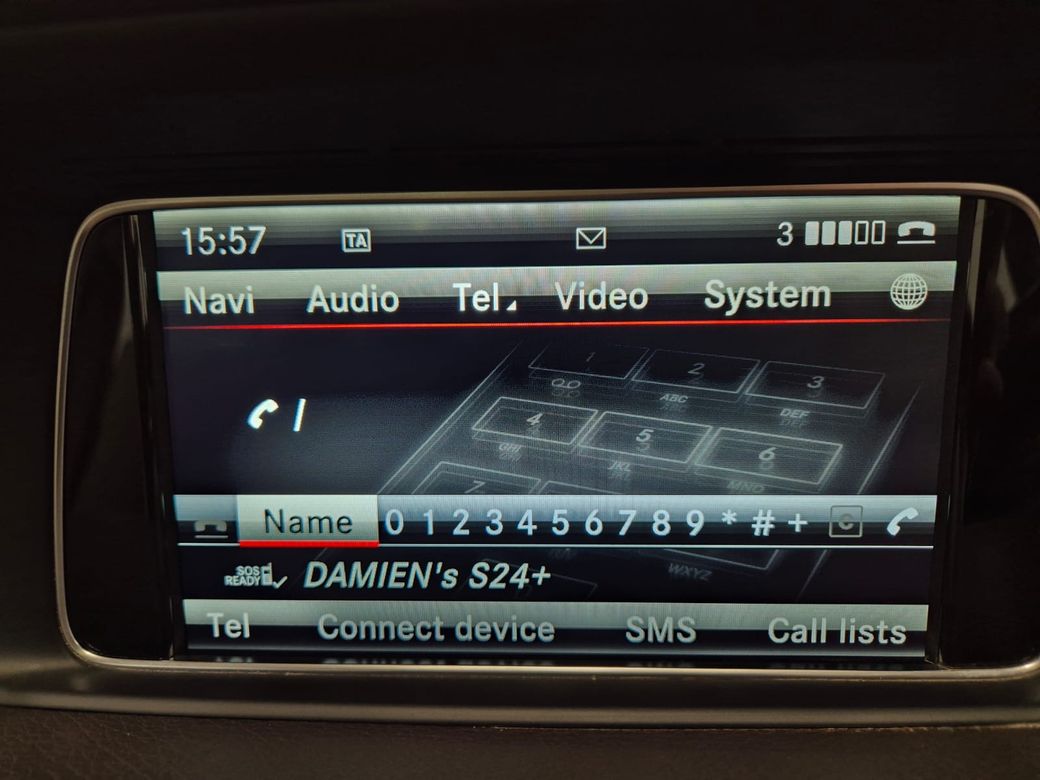 15:57 TA 3
Navi Audio Tel Video System
1 2 3
ABC DEF
4 5 6
GHI JKL MNO
7
Name 0 1 2 3 4 5 6 7 8 9 * # + C
WXYZ
SOS
READY DAMIEN's S24+
Tel Connect device SMS Call lists